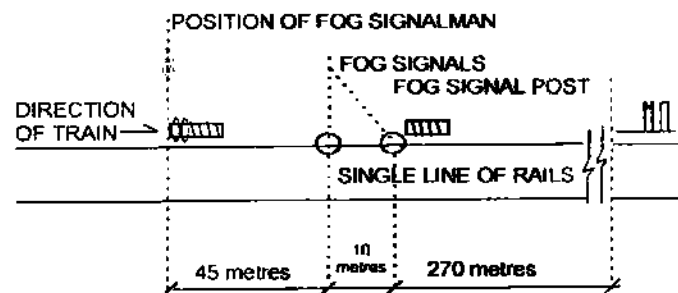 POSITION OF FOG SIGNALMAN
FOG SIGNALS
FOG SIGNAL POST
DIRECTION
OF TRAIN
SINGLE LINE OF RAILS
45 metres
10
metres
270 metres